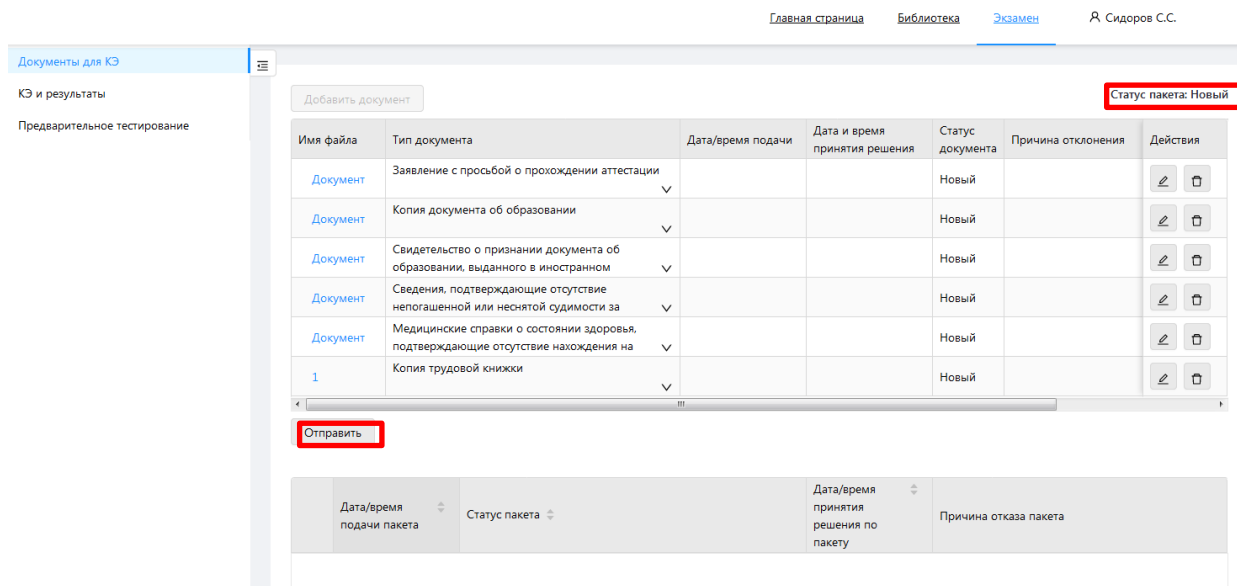 Главная страница Библиотека Экзамен Сидоров С.С.
Документы для КЭ
КЭ и результаты
Предварительное тестирование
Добавить документ
Статус пакета: Новый
Имя файла Тип документа Дата/время подачи Дата и время принятия решения Статус документа Причина отклонения Действия
Документ Заявление с просьбой о прохождении аттестации Новый
Документ Копия документа об образовании Новый
Документ Свидетельство о признании документа об
образовании, выданного в иностранном Новый
Документ Сведения, подтверждающие отсутствие
непогашенной или неснятой судимости за Новый
Документ Медицинские справки о состоянии здоровья,
подтверждающие отсутствие нахождения на Новый
1 Копия трудовой книжки Новый
Отправить
Дата/время
подачи пакета
Статус пакета
Дата/время
принятия
решения по
пакету
Причина отказа пакета